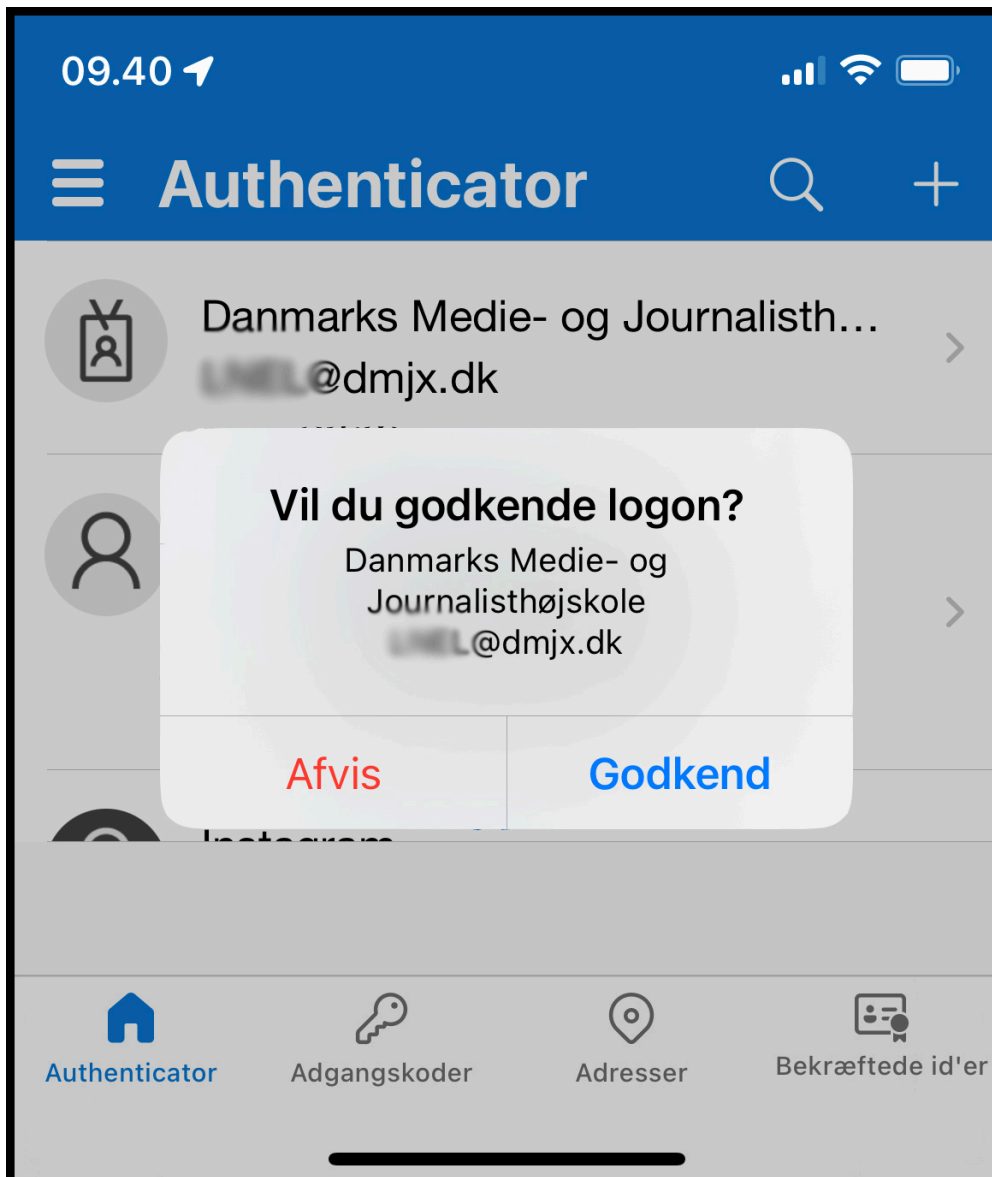 09.40
Authenticator
Danmarks Medie- og Journalisth...
@dmjx.dk
Vil du godkende logon?
Danmarks Medie- og
Journalisthøjskole
@dmjx.dk
Afvis
Godkend
Instagram
Authenticator
Adgangskoder
Adresser
Bekræftede id'er